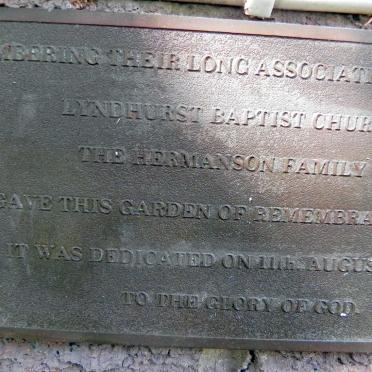 MBERING THEIR LONG ASSOCIATI
LYNDHURST BAPTIST CHUR
THE HERMANSON FAMILY
GAVE THIS GARDEN OF REMEMBRA
IT WAS DEDICATED ON 11th. AUGUS
TO THE GLORY OF GOD.